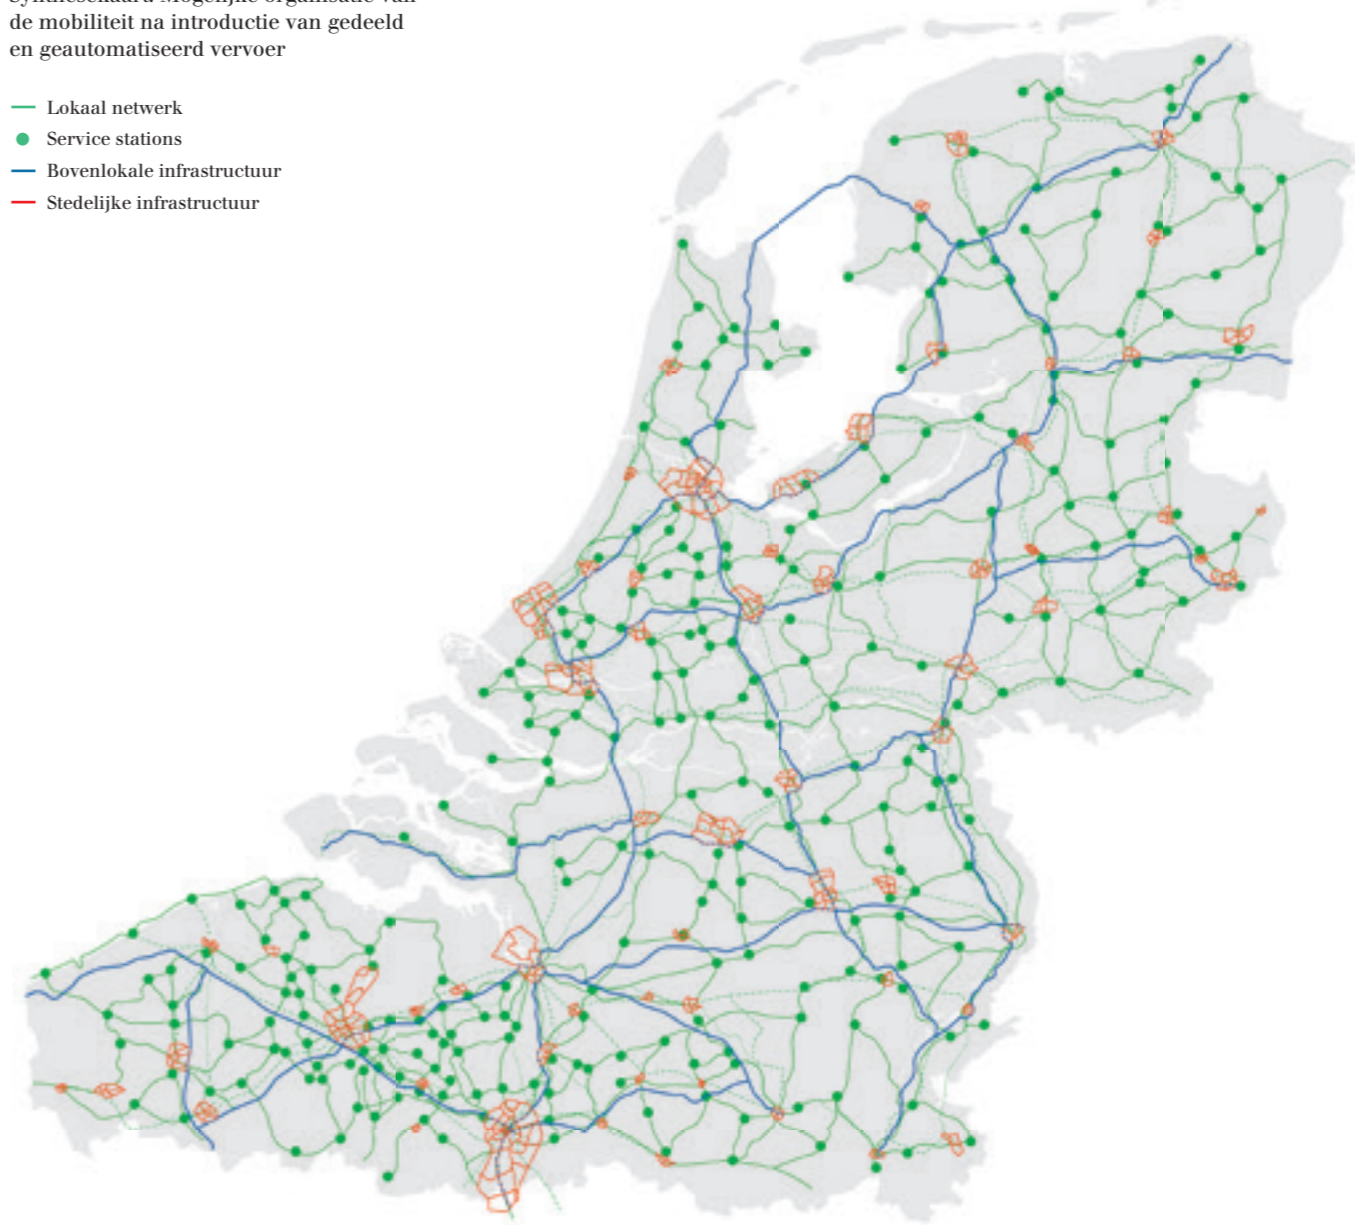 de mobiliteit na introductie van gedeeld
en geautomatiseerd vervoer
Lokaal netwerk
Service stations
Bovenlokale infrastructuur
Stedelijke infrastructuur